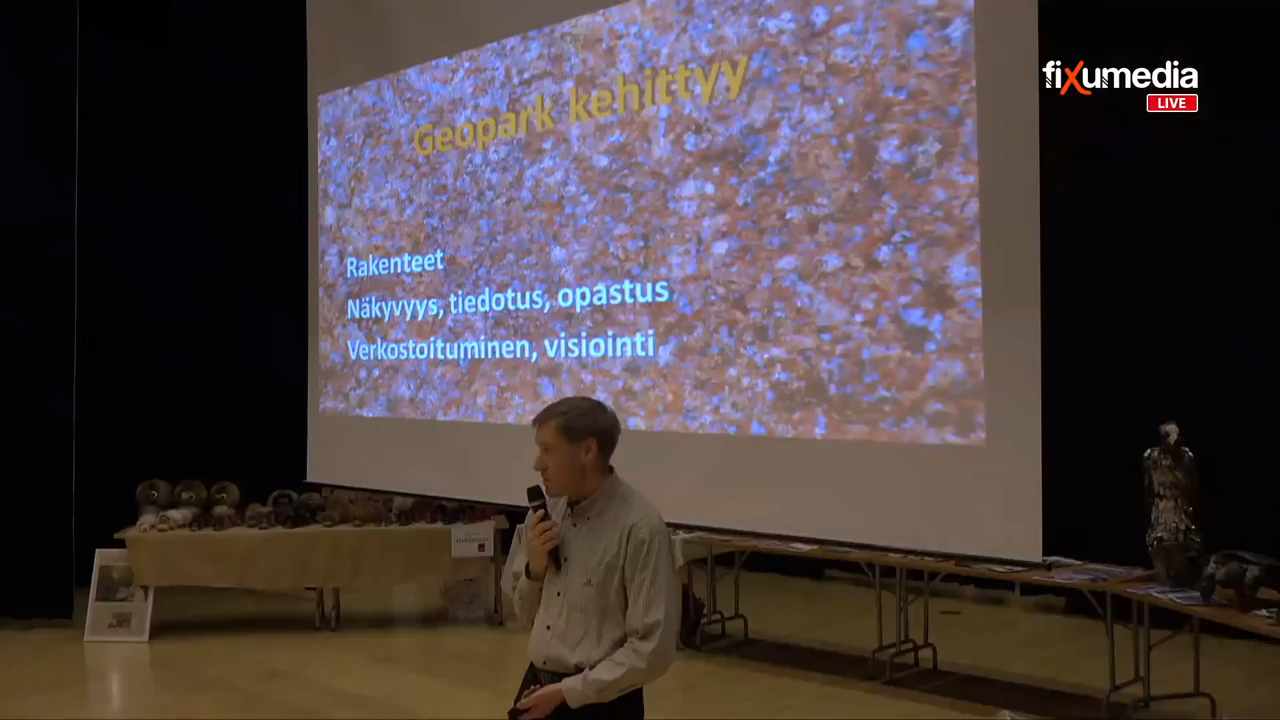 fixumedia
LIVE
Geopark kehittyy
Rakenteet
Näkyvyys, tiedotus, opastus
Verkostoituminen, visiointi